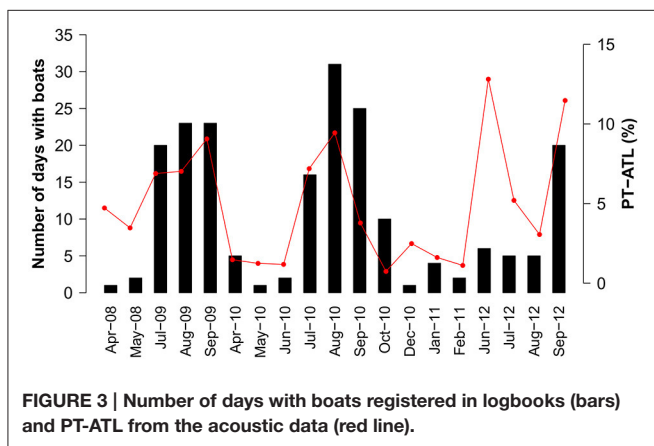 35
30
25
20
15
10
5
0
Number of days with boats
15
10
5
0
PT−ATL (%)
Apr−08
May−08
Jul−09
Aug−09
Sep−09
Apr−10
May−10
Jun−10
Jul−10
Aug−10
Sep−10
Oct−10
Dec−10
Jan−11
Feb−11
Jun−12
Jul−12
Aug−12
Sep−12
FIGURE 3 | Number of days with boats registered in logbooks (bars)
and PT-ATL from the acoustic data (red line).